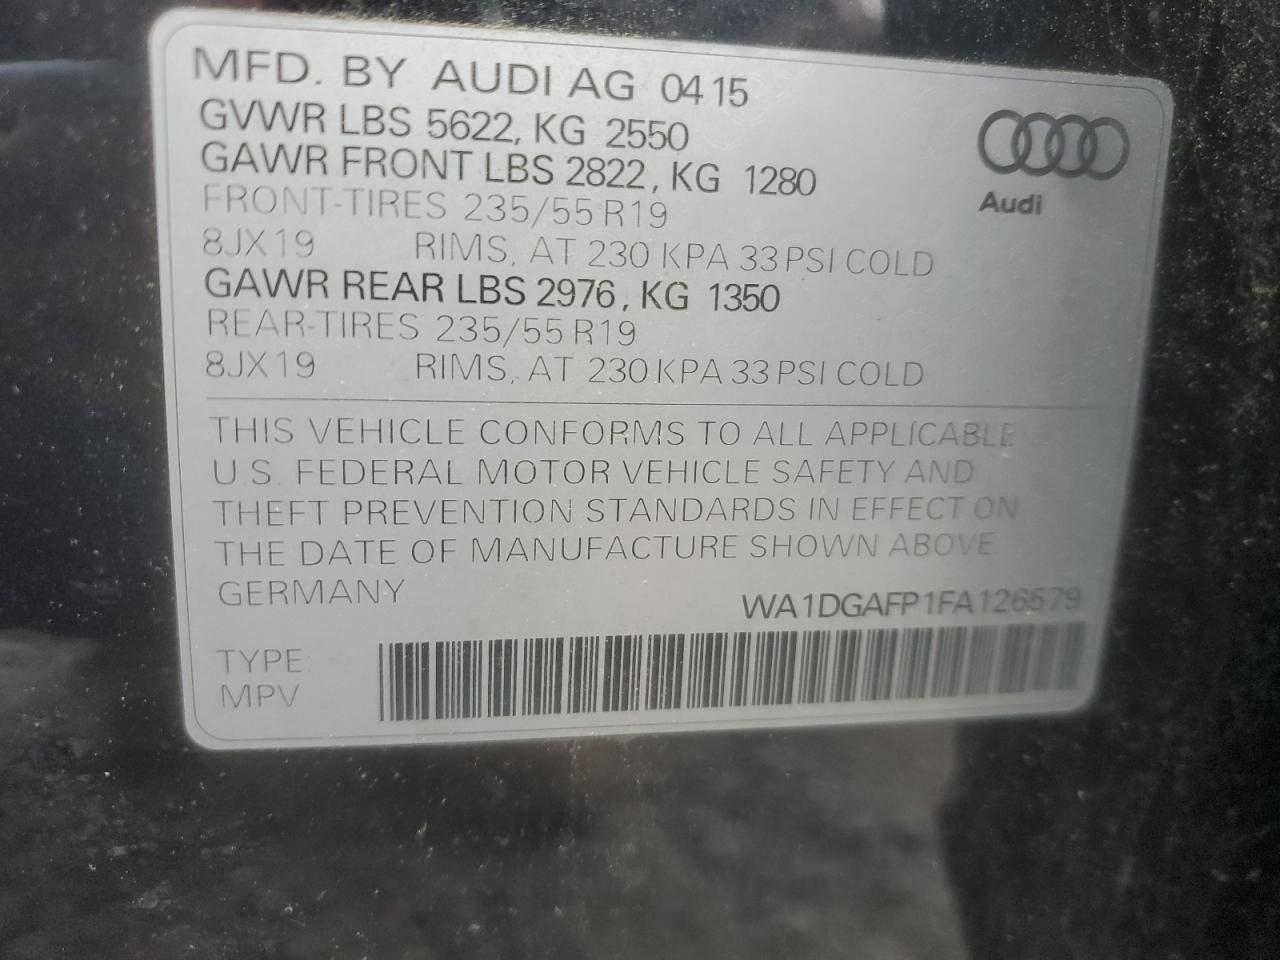 MFD. BY AUDI AG 04 15
GVWR LBS 5622, KG 2550
GAWR FRONT LBS 2822, KG 1280
FRONT-TIRES 235/55 R19
8JX19 RIMS, AT 230 KPA 33 PSI COLD
GAWR REAR LBS 2976, KG 1350
REAR-TIRES 235/55 R19
8JX19 RIMS, AT 230 KPA 33 PSI COLD
Audi
THIS VEHICLE CONFORMS TO ALL APPLICABLE
U.S. FEDERAL MOTOR VEHICLE SAFETY AND
THEFT PREVENTION STANDARDS IN EFFECT ON
THE DATE OF MANUFACTURE SHOWN ABOVE
GERMANY
WA1DGAFP1FA126579
TYPE:
MPV